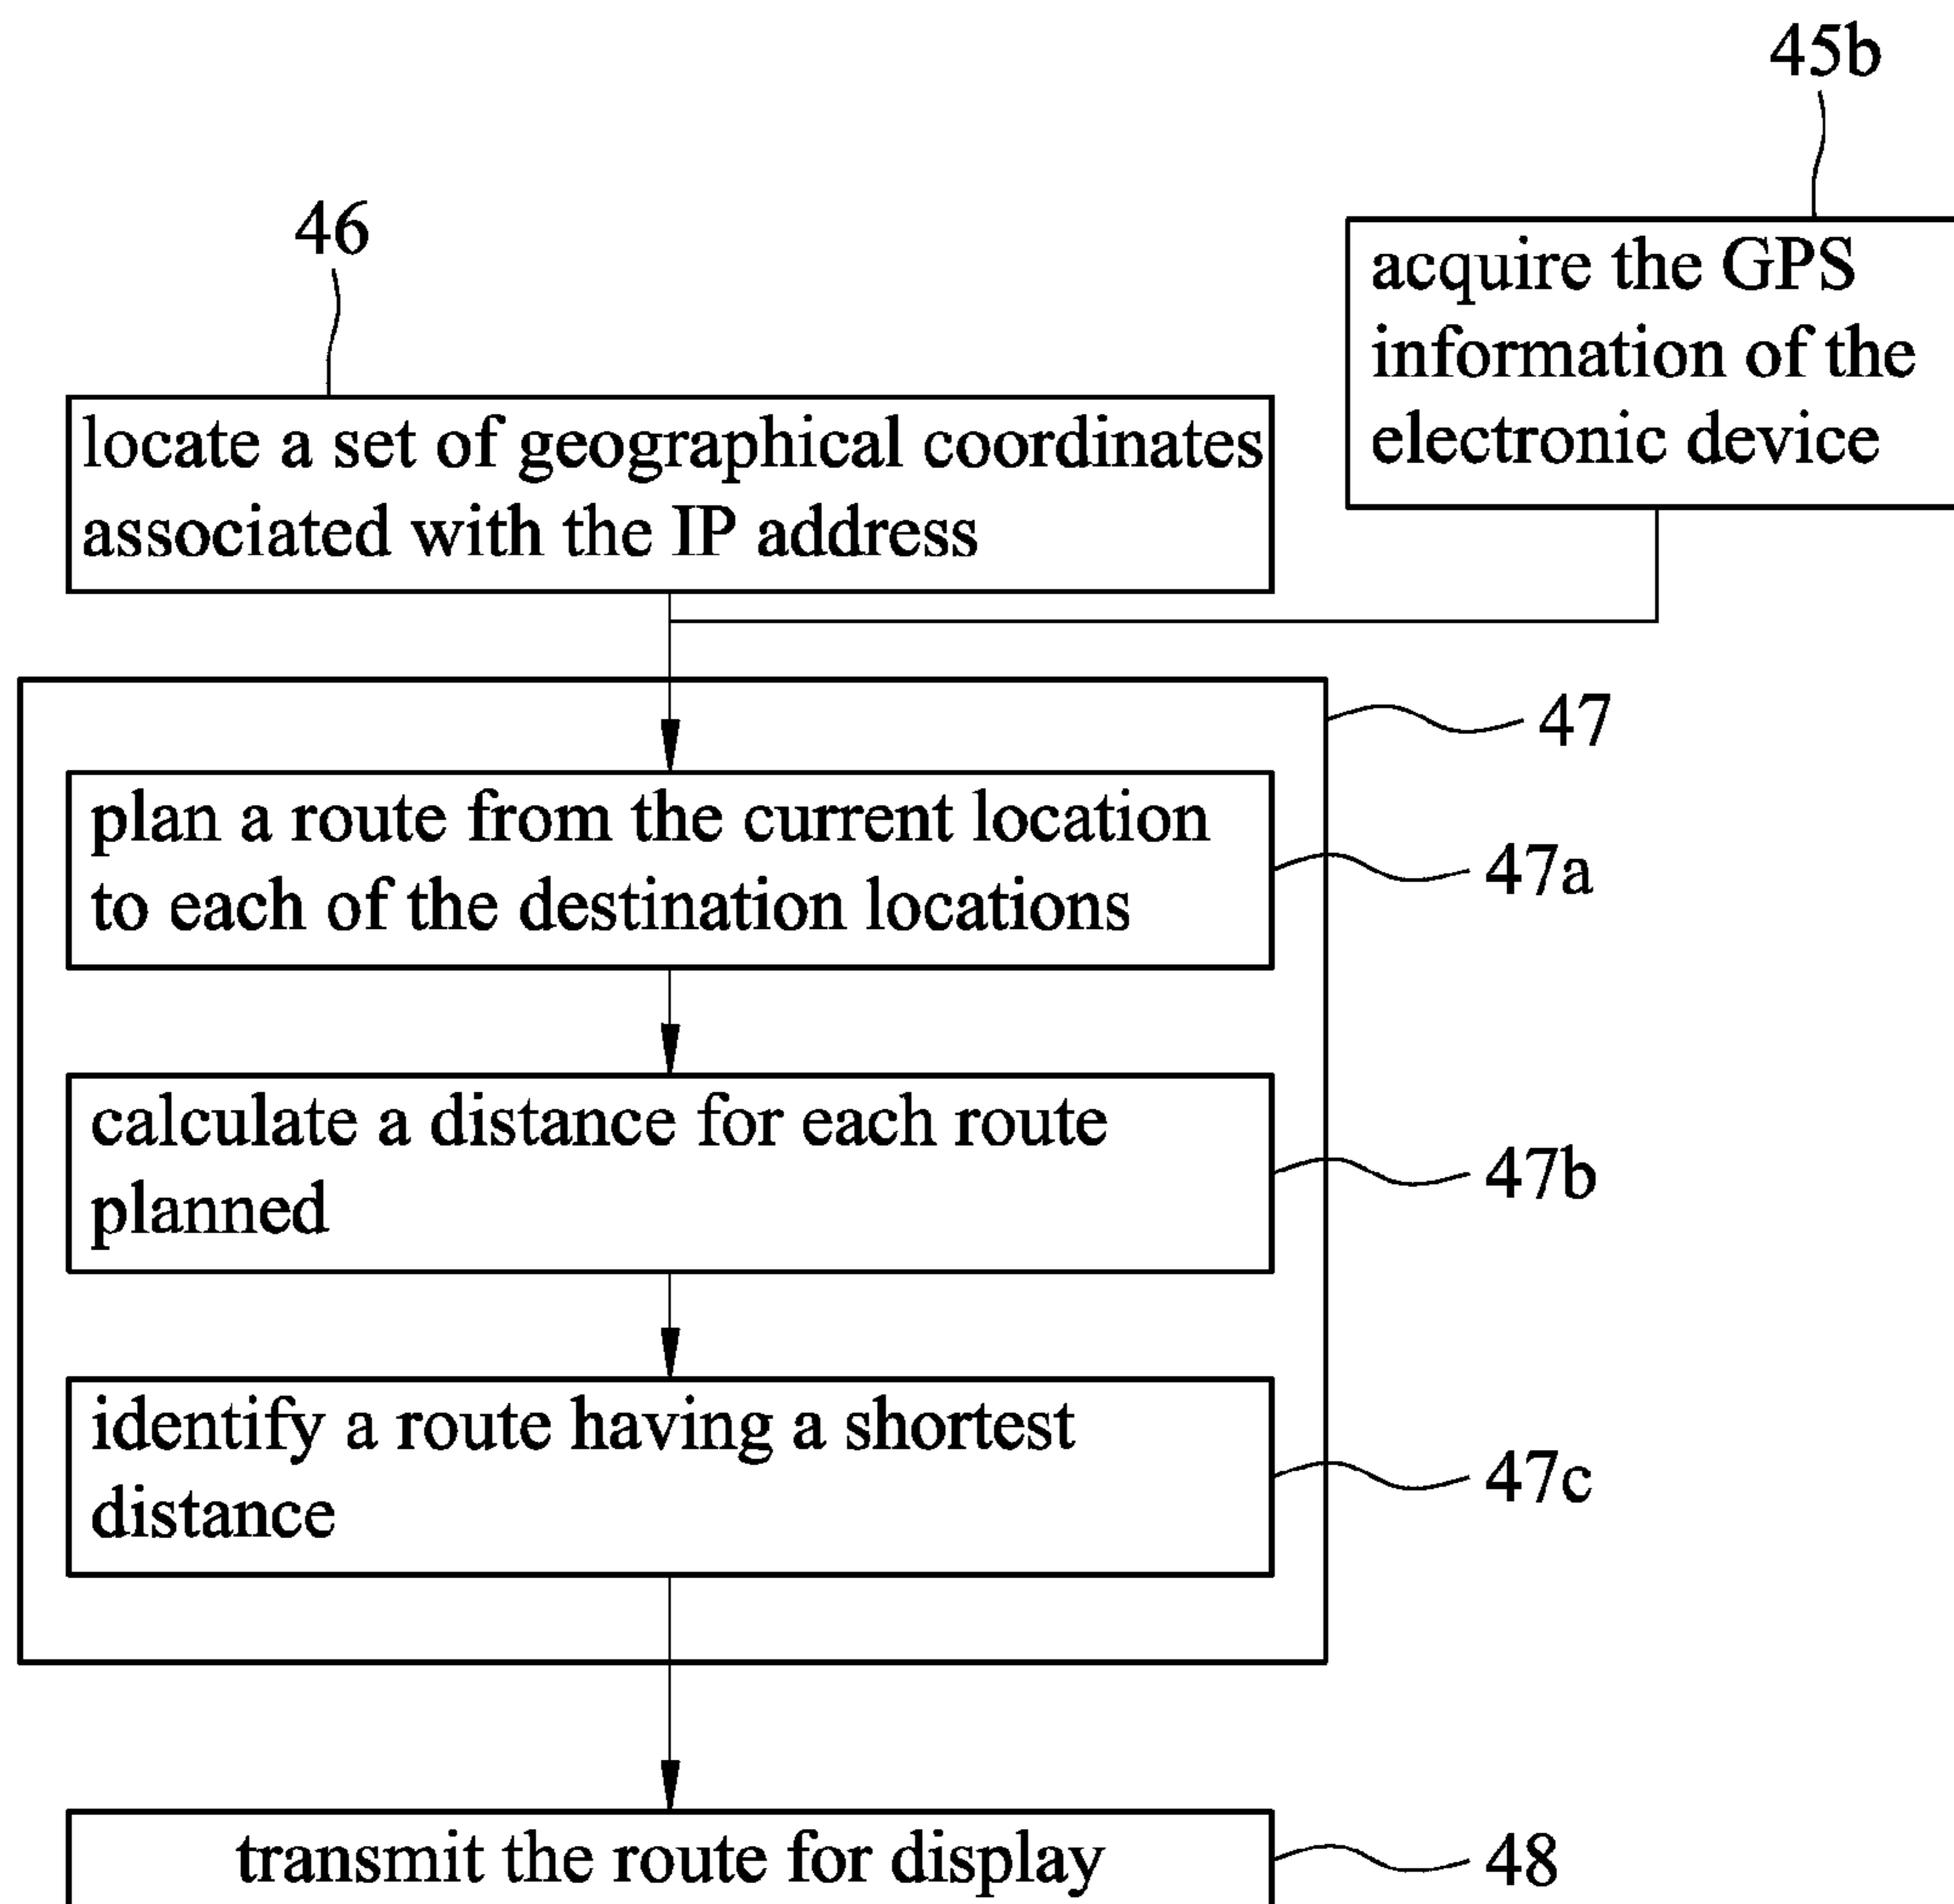 45b
acquire the GPS
information of the
electronic device
46
locate a set of geographical coordinates
associated with the IP address
47
plan a route from the current location
to each of the destination locations
47a
calculate a distance for each route
planned
47b
identify a route having a shortest
distance
47c
transmit the route for display
48